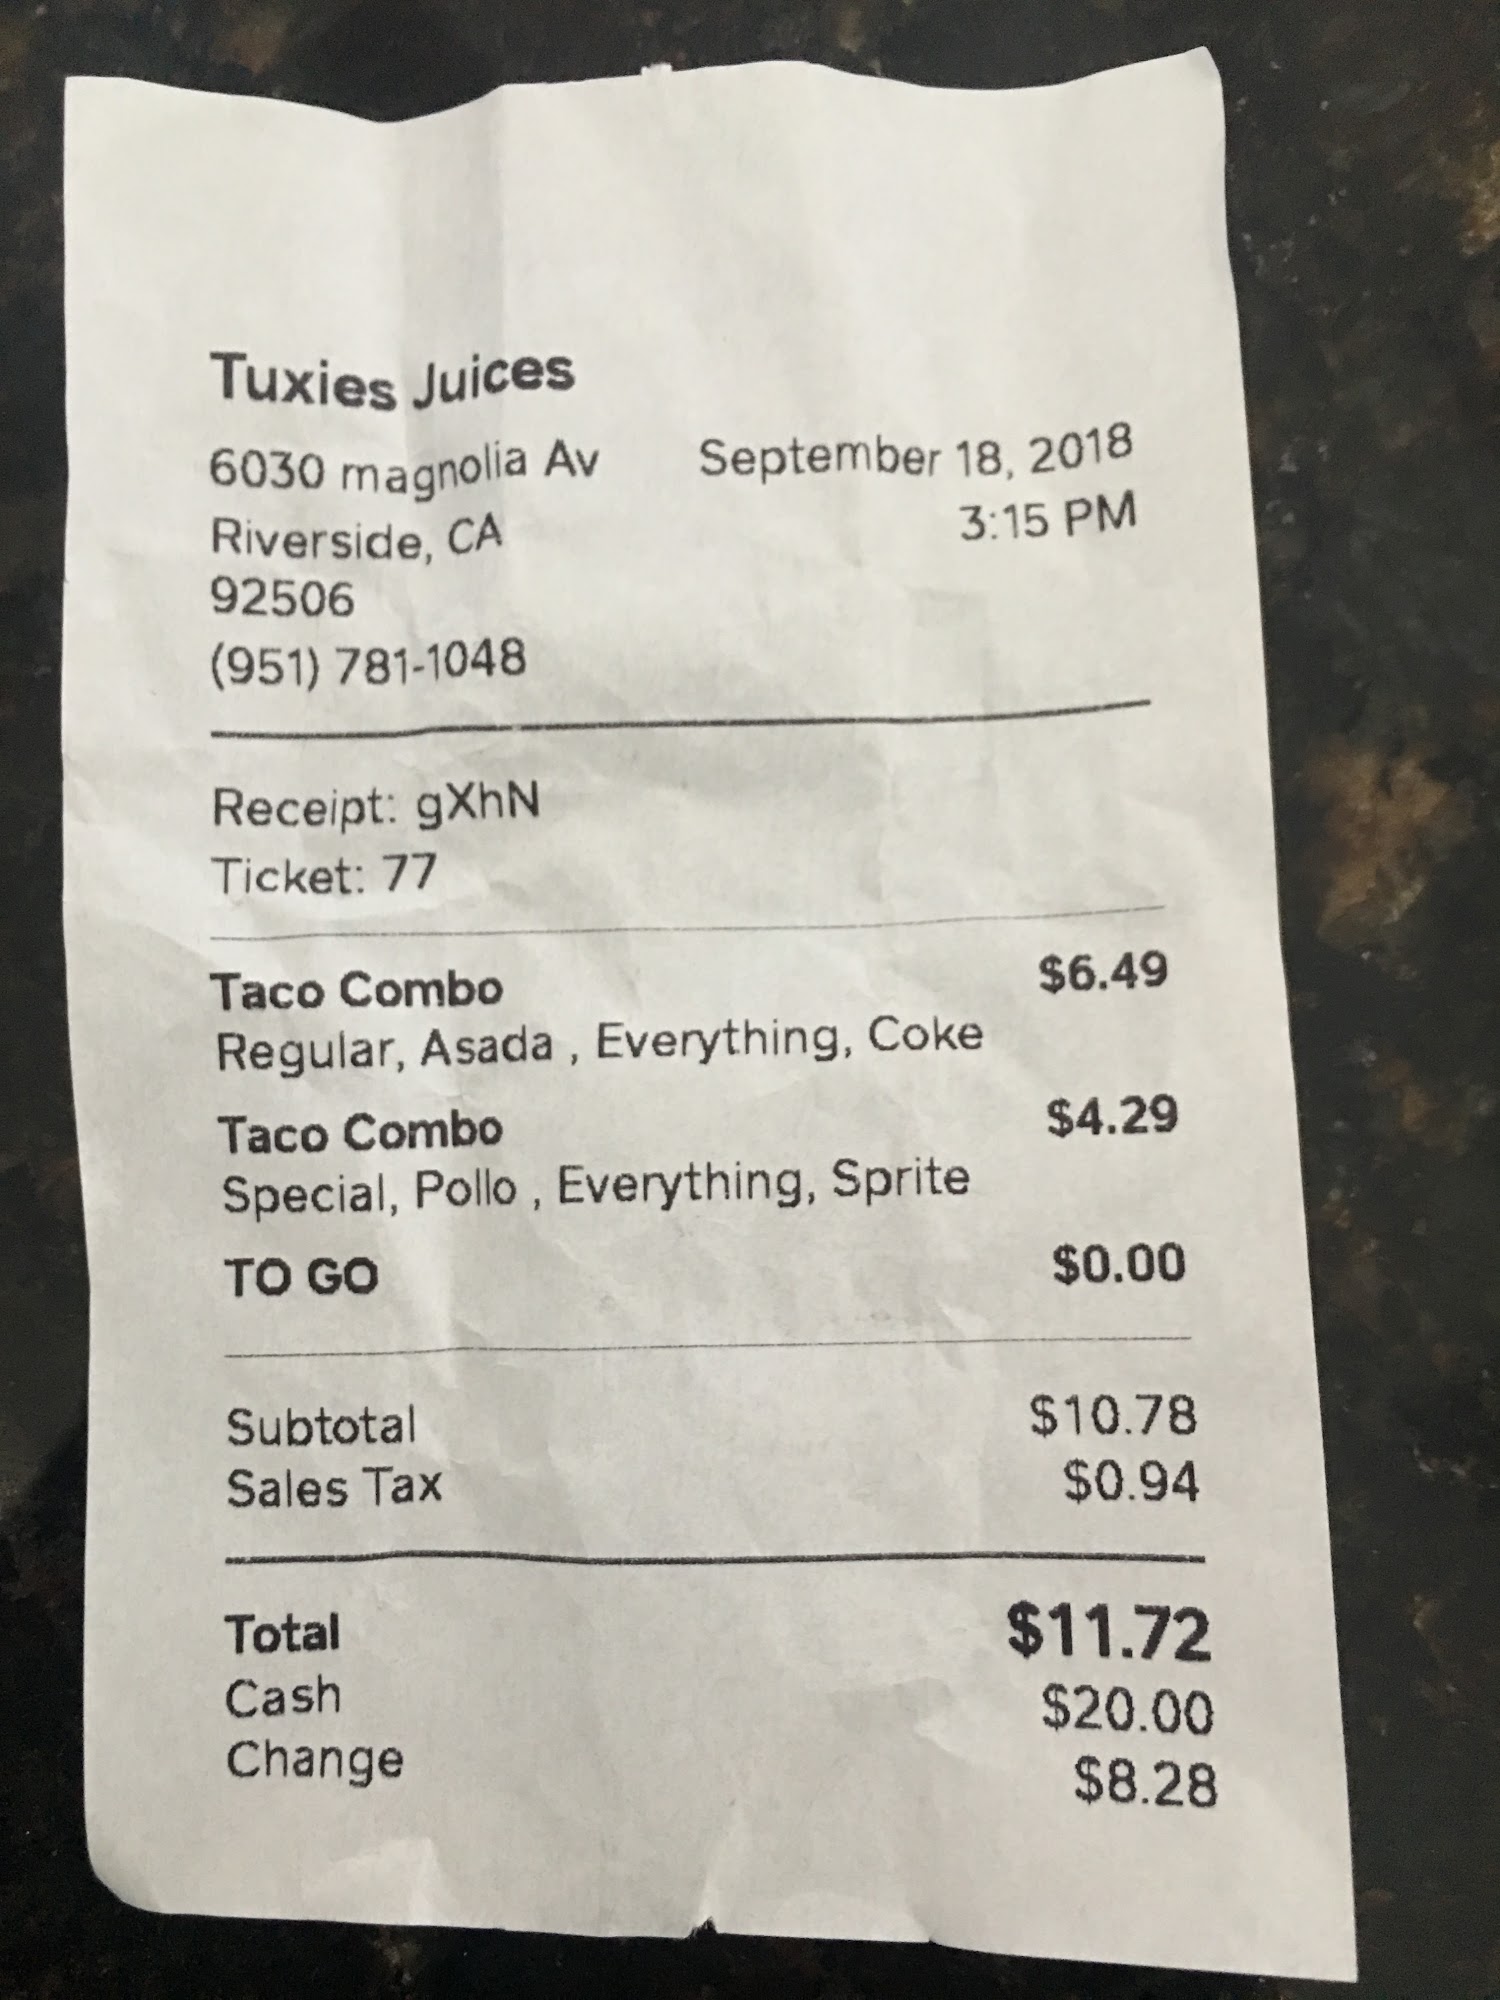 Tuxies Juices
6030 magnolia Av September 18, 2018
Riverside, CA 3:15 PM
92506
(951) 781-1048
Receipt: gXhN
Ticket: 77
Taco Combo $6.49
Regular, Asada , Everything, Coke
Taco Combo $4.29
Special, Pollo , Everything, Sprite
TO GO $0.00
Subtotal $10.78
Sales Tax $0.94
Total $11.72
Cash $20.00
Change $8.28